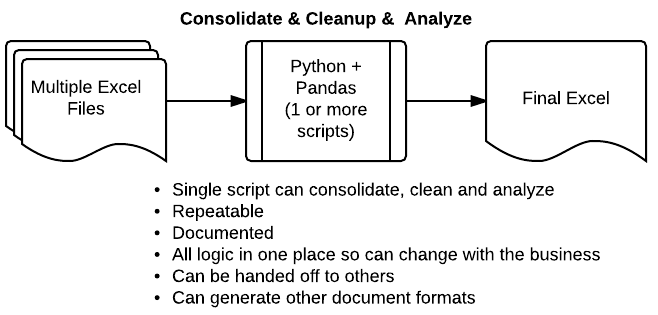 Consolidate & Cleanup & Analyze
Multiple Excel
Files
Python +
Pandas
(1 or more
scripts)
Final Excel
• Single script can consolidate, clean and analyze
• Repeatable
• Documented
• All logic in one place so can change with the business
• Can be handed off to others
• Can generate other document formats